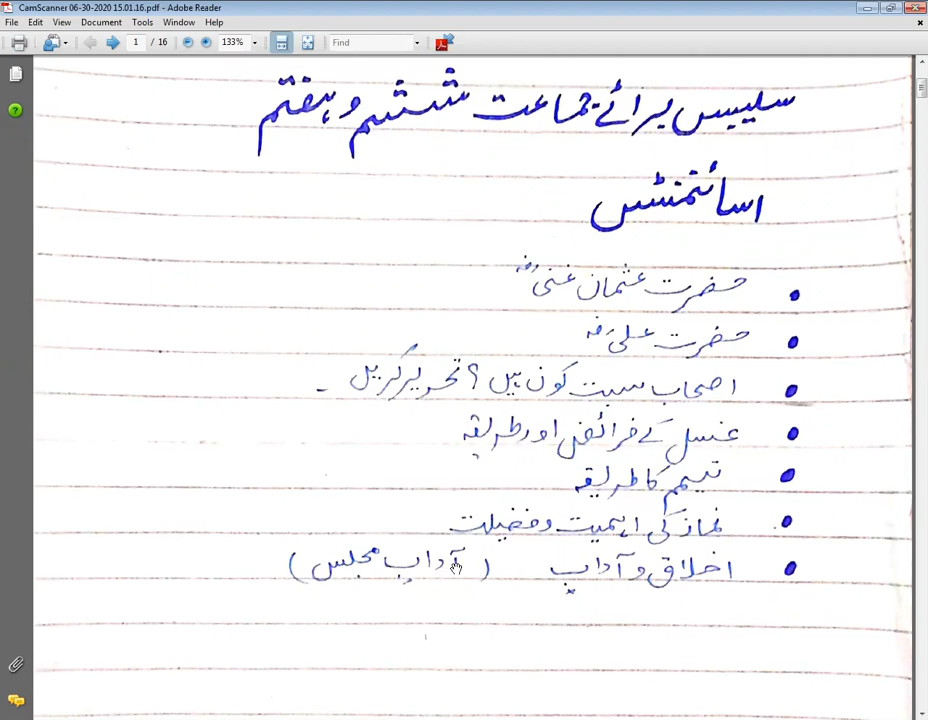 CamScanner 06-30-2020 15.01.16.pdf - Adobe Reader
File Edit View Document Tools Window Help
1 / 16 133% Find
سلیبس برائے جماعت ششم و ہفتم
اسائنمنٹس
حضرت عثمان غنیؓ
حضرت علیؓ
اصحاب سبت کون ہیں ؟ تحریر کریں ۔
غسل کے فرائض اور طریقہ
تیمم کا طریقہ
نماز کی اہمیت و فضیلت
اخلاق و آداب ( آداب مجلس )